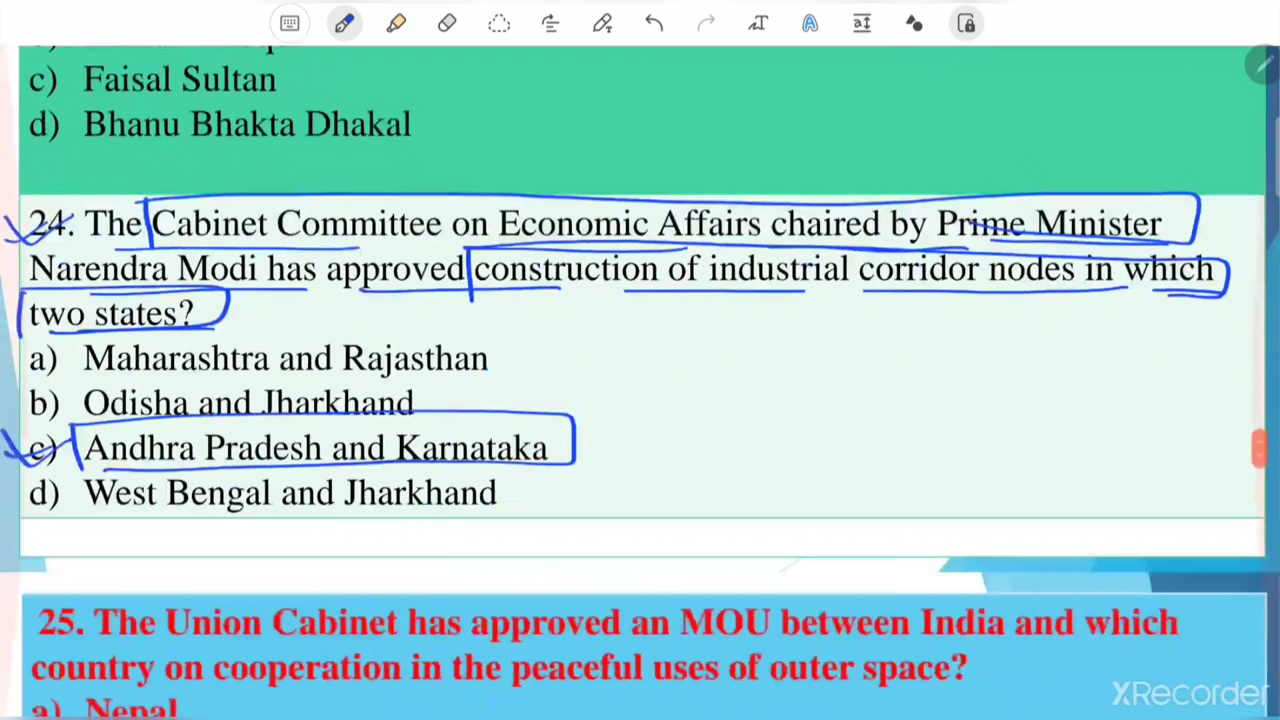 c) Faisal Sultan
d) Bhanu Bhakta Dhakal
24. The Cabinet Committee on Economic Affairs chaired by Prime Minister
Narendra Modi has approved construction of industrial corridor nodes in which
two states?
a) Maharashtra and Rajasthan
b) Odisha and Jharkhand
c) Andhra Pradesh and Karnataka
d) West Bengal and Jharkhand
25. The Union Cabinet has approved an MOU between India and which
country on cooperation in the peaceful uses of outer space?
a) Nepal
XRecorder